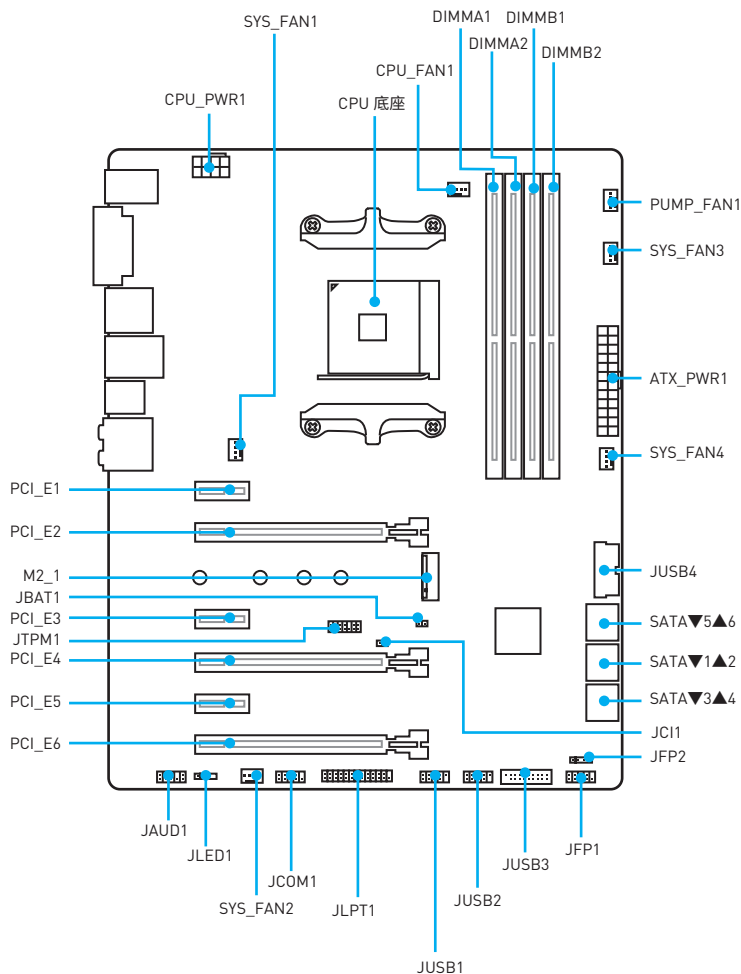 DIMMA1
DIMMB1
SYS_FAN1
DIMMA2
DIMMB2
CPU_FAN1
CPU_PWR1
CPU 底座
PUMP_FAN1
SYS_FAN3
ATX_PWR1
SYS_FAN4
PCI_E1
PCI_E2
M2_1
JUSB4
JBAT1
PCI_E3
SATA▼5▲6
JTPM1
PCI_E4
SATA▼1▲2
PCI_E5
SATA▼3▲4
JCI1
PCI_E6
JFP2
JAUD1
JLED1
JFP1
JUSB3
JCOM1
JUSB2
SYS_FAN2
JLPT1
JUSB1